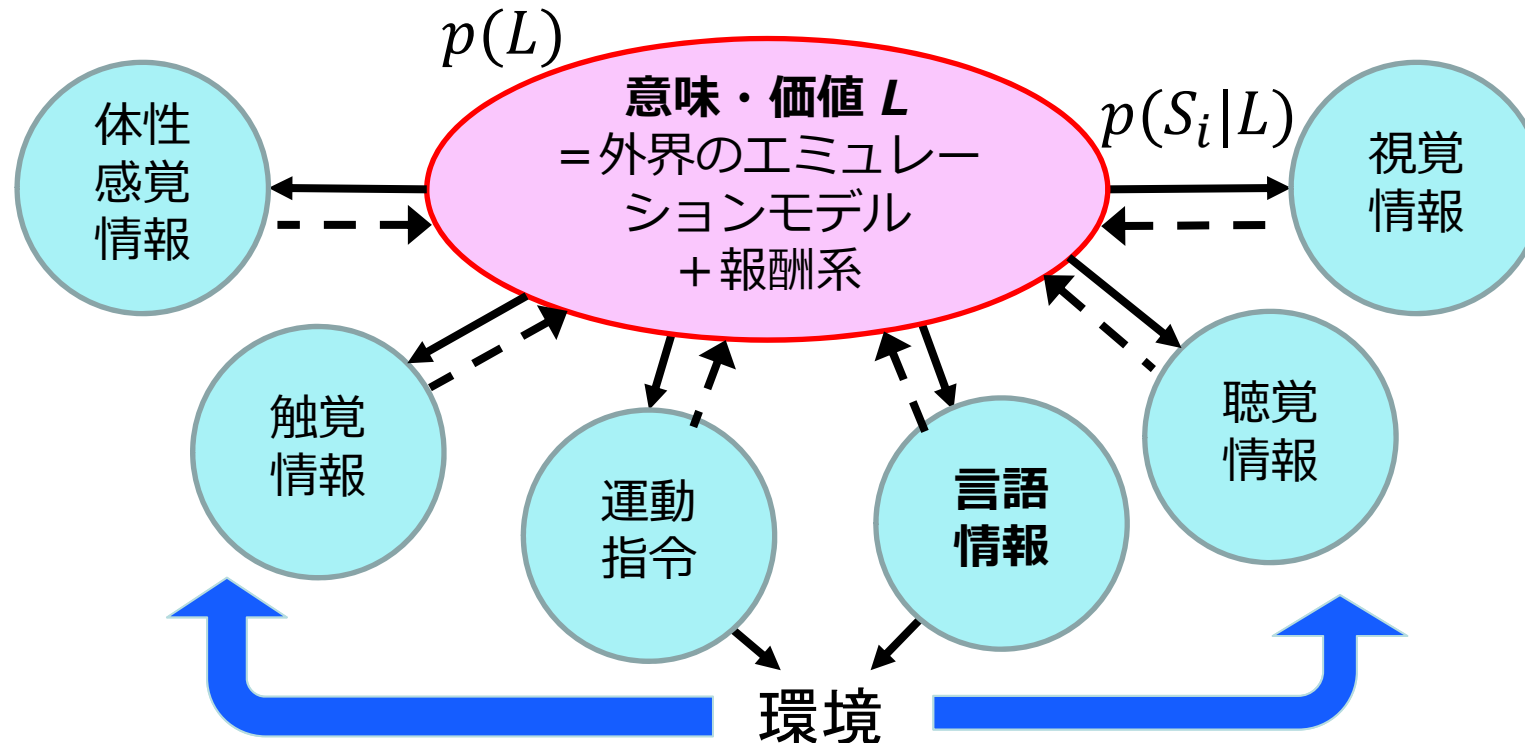 p(L)
意味・価値 L
=外界のエミュレー
ションモデル
+報酬系
p(S_i|L)
体性
感覚
情報
視覚
情報
触覚
情報
運動
指令
言語
情報
聴覚
情報
環境